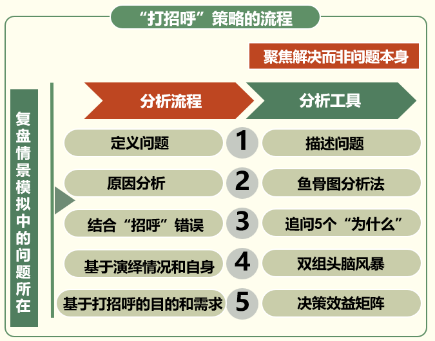 “打招呼”策略的流程
聚焦解决而非问题本身
复盘情景模拟中的问题所在
分析流程
分析工具
定义问题
1
描述问题
原因分析
2
鱼骨图分析法
结合“招呼”错误
3
追问5个“为什么”
基于演绎情况和自身
4
双组头脑风暴
基于打招呼的目的和需求
5
决策效益矩阵